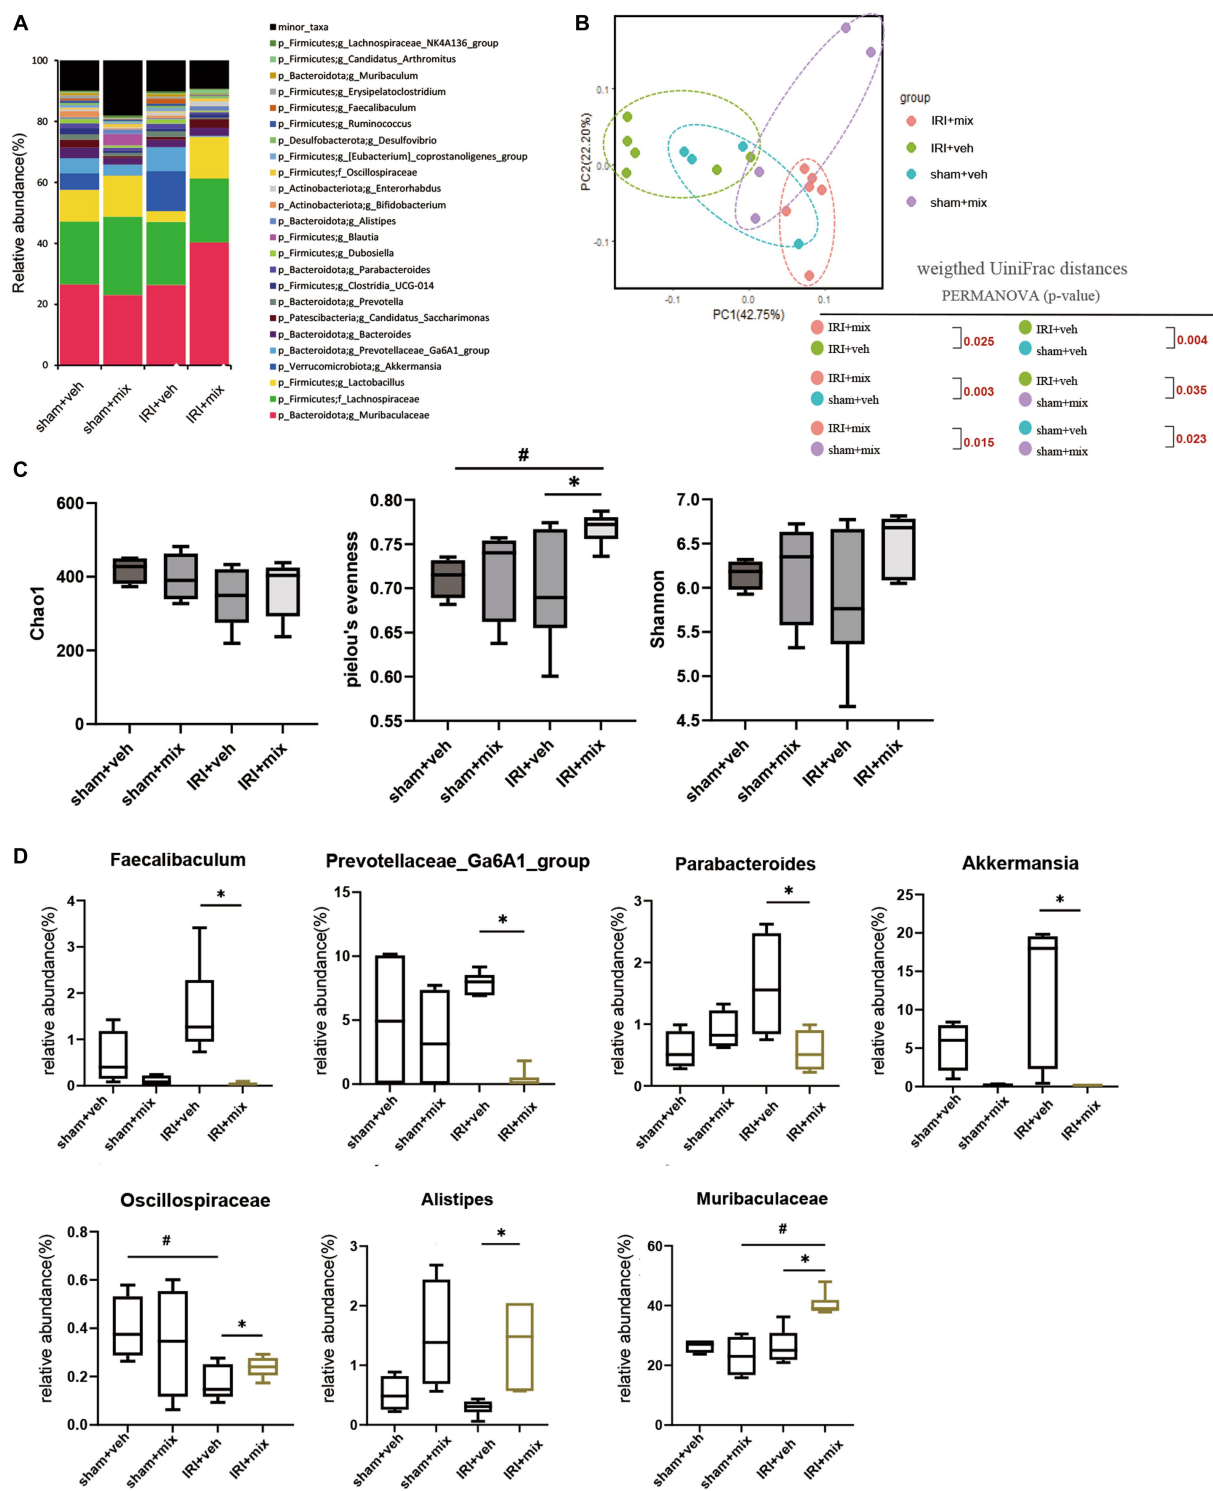 A
Relative abundance(%)
100
80
60
40
20
0
sham+veh
sham+mix
IRI+veh
IRI+mix
minor_taxa
p_Firmicutes;g_Lachnospiraceae_NK4A136_group
p_Firmicutes;g_Candidatus_Arthromitus
p_Bacteroidota;g_Muribaculum
p_Firmicutes;g_Erysipelatoclostridium
p_Firmicutes;g_Faecalibaculum
p_Firmicutes;g_Ruminococcus
p_Desulfobacterota;g_Desulfovibrio
p_Firmicutes;g_[Eubacterium]_coprostanoligenes_group
p_Firmicutes;f_Oscillospiraceae
p_Actinobacteriota;g_Enterorhabdus
p_Actinobacteriota;g_Bifidobacterium
p_Bacteroidota;g_Alistipes
p_Firmicutes;g_Blautia
p_Firmicutes;g_Dubosiella
p_Bacteroidota;g_Parabacteroides
p_Firmicutes;g_Clostridia_UCG-014
p_Bacteroidota;g_Prevotella
p_Patescibacteria;g_Candidatus_Saccharimonas
p_Bacteroidota;g_Bacteroides
p_Bacteroidota;g_Prevotellaceae_Ga6A1_group
p_Verrucomicrobiota;g_Akkermansia
p_Firmicutes;g_Lactobacillus
p_Firmicutes;f_Lachnospiraceae
p_Bacteroidota;g_Muribaculaceae
B
PC2(22.20%)
0.1
0.0
-0.1
-0.1
0.0
0.1
PC1(42.75%)
group
IRI+mix
IRI+veh
sham+veh
sham+mix
weigthed UiniFrac distances
PERMANOVA (p-value)
IRI+mix
IRI+veh
0.025
IRI+veh
sham+veh
0.004
IRI+mix
sham+veh
0.003
IRI+veh
sham+mix
0.035
IRI+mix
sham+mix
0.015
sham+veh
sham+mix
0.023
C
Chao1
600
400
200
0
sham+veh
sham+mix
IRI+veh
IRI+mix
pielou's evenness
0.80
0.75
0.70
0.65
0.60
0.55
#
*
sham+veh
sham+mix
IRI+veh
IRI+mix
Shannon
7.0
6.5
6.0
5.5
5.0
4.5
sham+veh
sham+mix
IRI+veh
IRI+mix
D
Faecalibaculum
relative abundance(%)
4
3
2
1
0
*
sham+veh
sham+mix
IRI+veh
IRI+mix
Prevotellaceae_Ga6A1_group
relative abundance(%)
15
10
5
0
*
sham+veh
sham+mix
IRI+veh
IRI+mix
Parabacteroides
relative abundance(%)
3
2
1
0
*
sham+veh
sham+mix
IRI+veh
IRI+mix
Akkermansia
relative abundance(%)
25
20
15
10
5
0
*
sham+veh
sham+mix
IRI+veh
IRI+mix
Oscillospiraceae
relative abundance(%)
0.8
0.6
0.4
0.2
0.0
#
*
sham+veh
sham+mix
IRI+veh
IRI+mix
Alistipes
relative abundance(%)
3
2
1
0
*
sham+veh
sham+mix
IRI+veh
IRI+mix
Muribaculaceae
relative abundance(%)
60
40
20
0
#
*
sham+veh
sham+mix
IRI+veh
IRI+mix